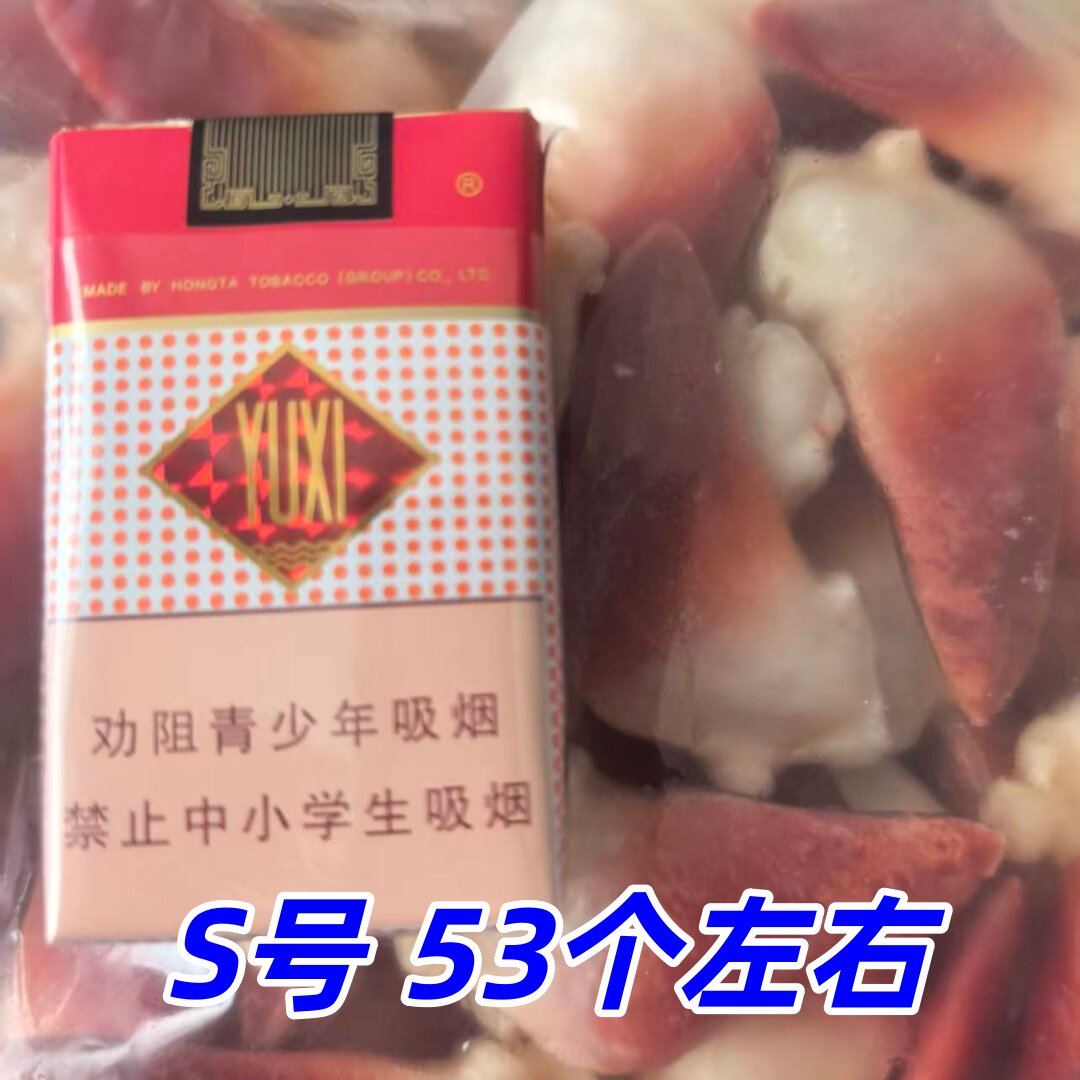 ®
MADE BY HONGTA TOBACCO (GROUP) CO., LTD.
YUXI
劝阻青少年吸烟
禁止中小学生吸烟
S号 53个左右